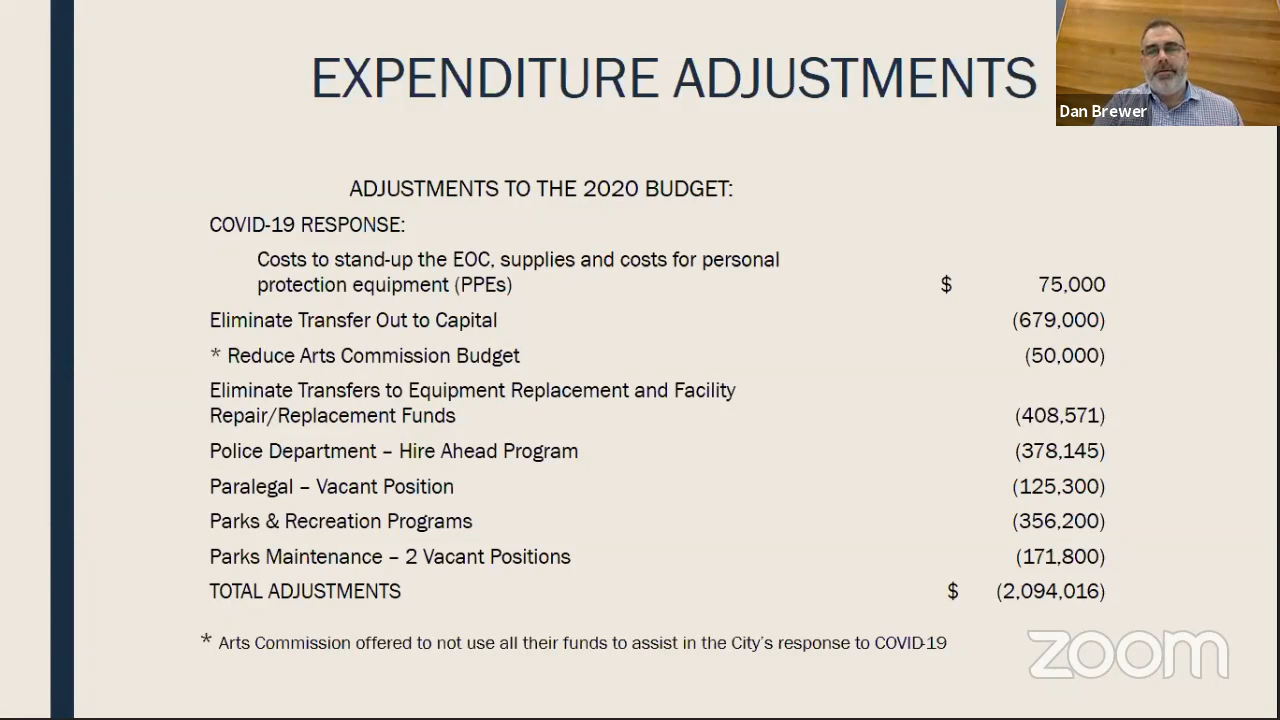 EXPENDITURE ADJUSTMENTS
Dan Brewer
ADJUSTMENTS TO THE 2020 BUDGET:
COVID-19 RESPONSE:
Costs to stand-up the EOC, supplies and costs for personal
protection equipment (PPEs) $ 75,000
Eliminate Transfer Out to Capital (679,000)
* Reduce Arts Commission Budget (50,000)
Eliminate Transfers to Equipment Replacement and Facility
Repair/Replacement Funds (408,571)
Police Department – Hire Ahead Program (378,145)
Paralegal – Vacant Position (125,300)
Parks & Recreation Programs (356,200)
Parks Maintenance – 2 Vacant Positions (171,800)
TOTAL ADJUSTMENTS $ (2,094,016)
* Arts Commission offered to not use all their funds to assist in the City's response to COVID-19
zoom